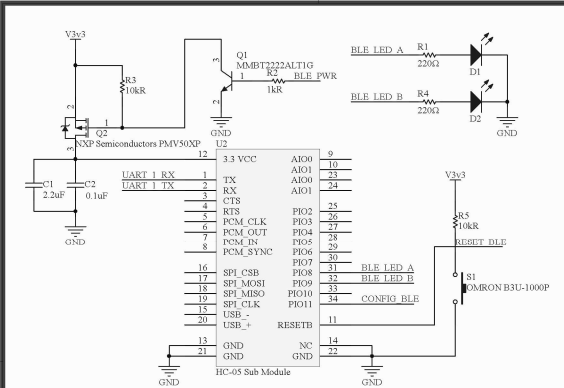 V3v3
R3
10kR
2
1
Q2
3
NXP Semiconductors PMV50XP
Q1
MMBT2222ALT1G
3
1
2
R2
1kR
BLE_PWR
GND
BLE_LED_A
R1
220Ω
D1
BLE_LED_B
R4
220Ω
D2
GND
C1
2.2uF
C2
0.1uF
GND
U2
12 3.3 VCC AIO0 9
AIO1 10
UART_1_RX 1 TX AIO0 23
UART_1_TX 2 RX AIO1 24
3 CTS
4 RTS PIO2 25
5 PCM_CLK PIO3 26
6 PCM_OUT PIO4 27
7 PCM_IN PIO5 28
8 PCM_SYNC PIO6 29
PIO7 30
16 SPI_CSB PIO8 31 BLE_LED_A
17 SPI_MOSI PIO9 32 BLE_LED_B
18 SPI_MISO PIO10 33
19 SPI_CLK PIO11 34 CONFIG_BLE
15 USB_-
20 USB_+ RESETB 11
13 GND NC 14
21 GND GND 22
HC-05 Sub Module
GND
GND
V3v3
R5
10kR
RESET_BLE
S1
OMRON B3U-1000P